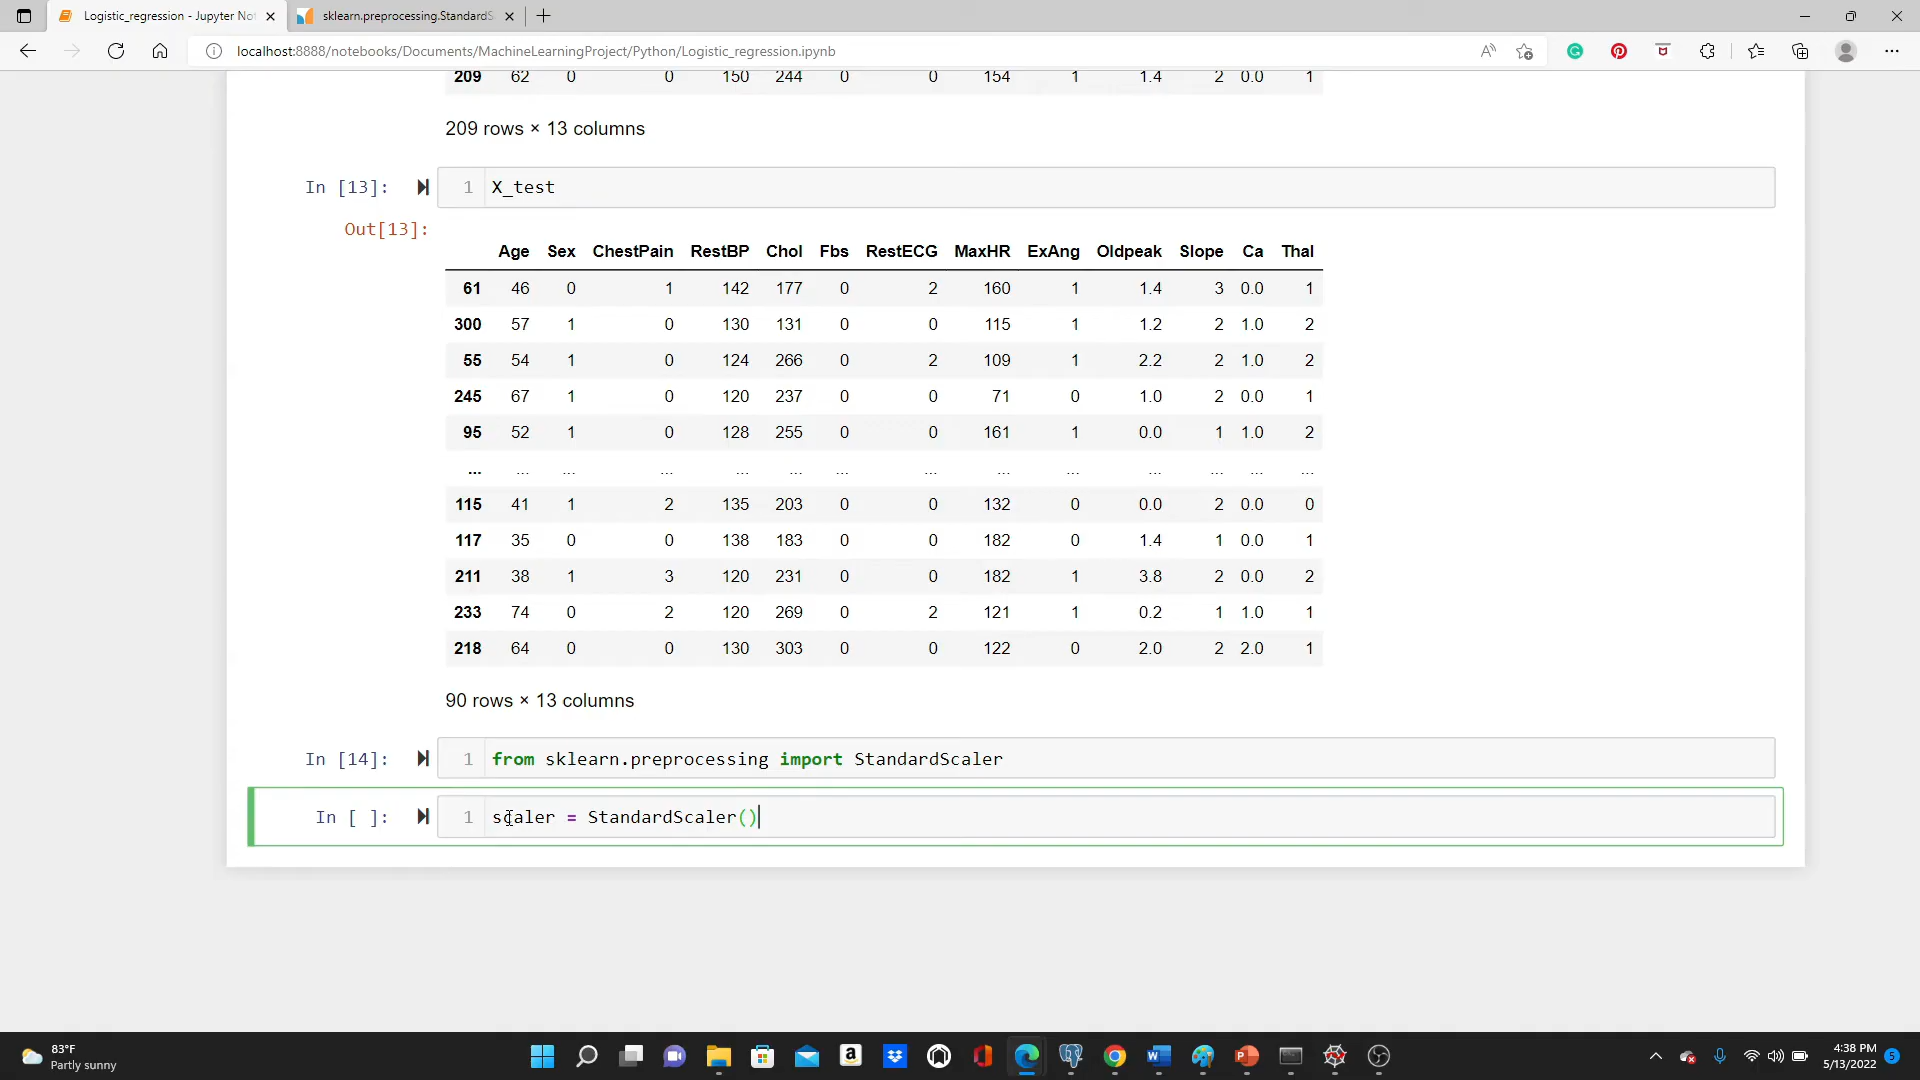 Logistic_regression - Jupyter Not
sklearn.preprocessing.StandardS
localhost:8888/notebooks/Documents/MachineLearningProject/Python/Logistic_regression.ipynb
209 62 0 0 150 244 0 0 154 1 1.4 2 0.0 1
209 rows × 13 columns
In [13]: 1 X_test
Out[13]:
Age Sex ChestPain RestBP Chol Fbs RestECG MaxHR ExAng Oldpeak Slope Ca Thal
61 46 0 1 142 177 0 2 160 1 1.4 3 0.0 1
300 57 1 0 130 131 0 0 115 1 1.2 2 1.0 2
55 54 1 0 124 266 0 2 109 1 2.2 2 1.0 2
245 67 1 0 120 237 0 0 71 0 1.0 2 0.0 1
95 52 1 0 128 255 0 0 161 1 0.0 1 1.0 2
... ... ... ... ... ... ... ... ... ... ... ... ... ...
115 41 1 2 135 203 0 0 132 0 0.0 2 0.0 0
117 35 0 0 138 183 0 0 182 0 1.4 1 0.0 1
211 38 1 3 120 231 0 0 182 1 3.8 2 0.0 2
233 74 0 2 120 269 0 2 121 1 0.2 1 1.0 1
218 64 0 0 130 303 0 0 122 0 2.0 2 2.0 1
90 rows × 13 columns
In [14]: 1 from sklearn.preprocessing import StandardScaler
In [ ]: 1 scaler = StandardScaler()
83°F
Partly sunny
4:38 PM
5/13/2022
5